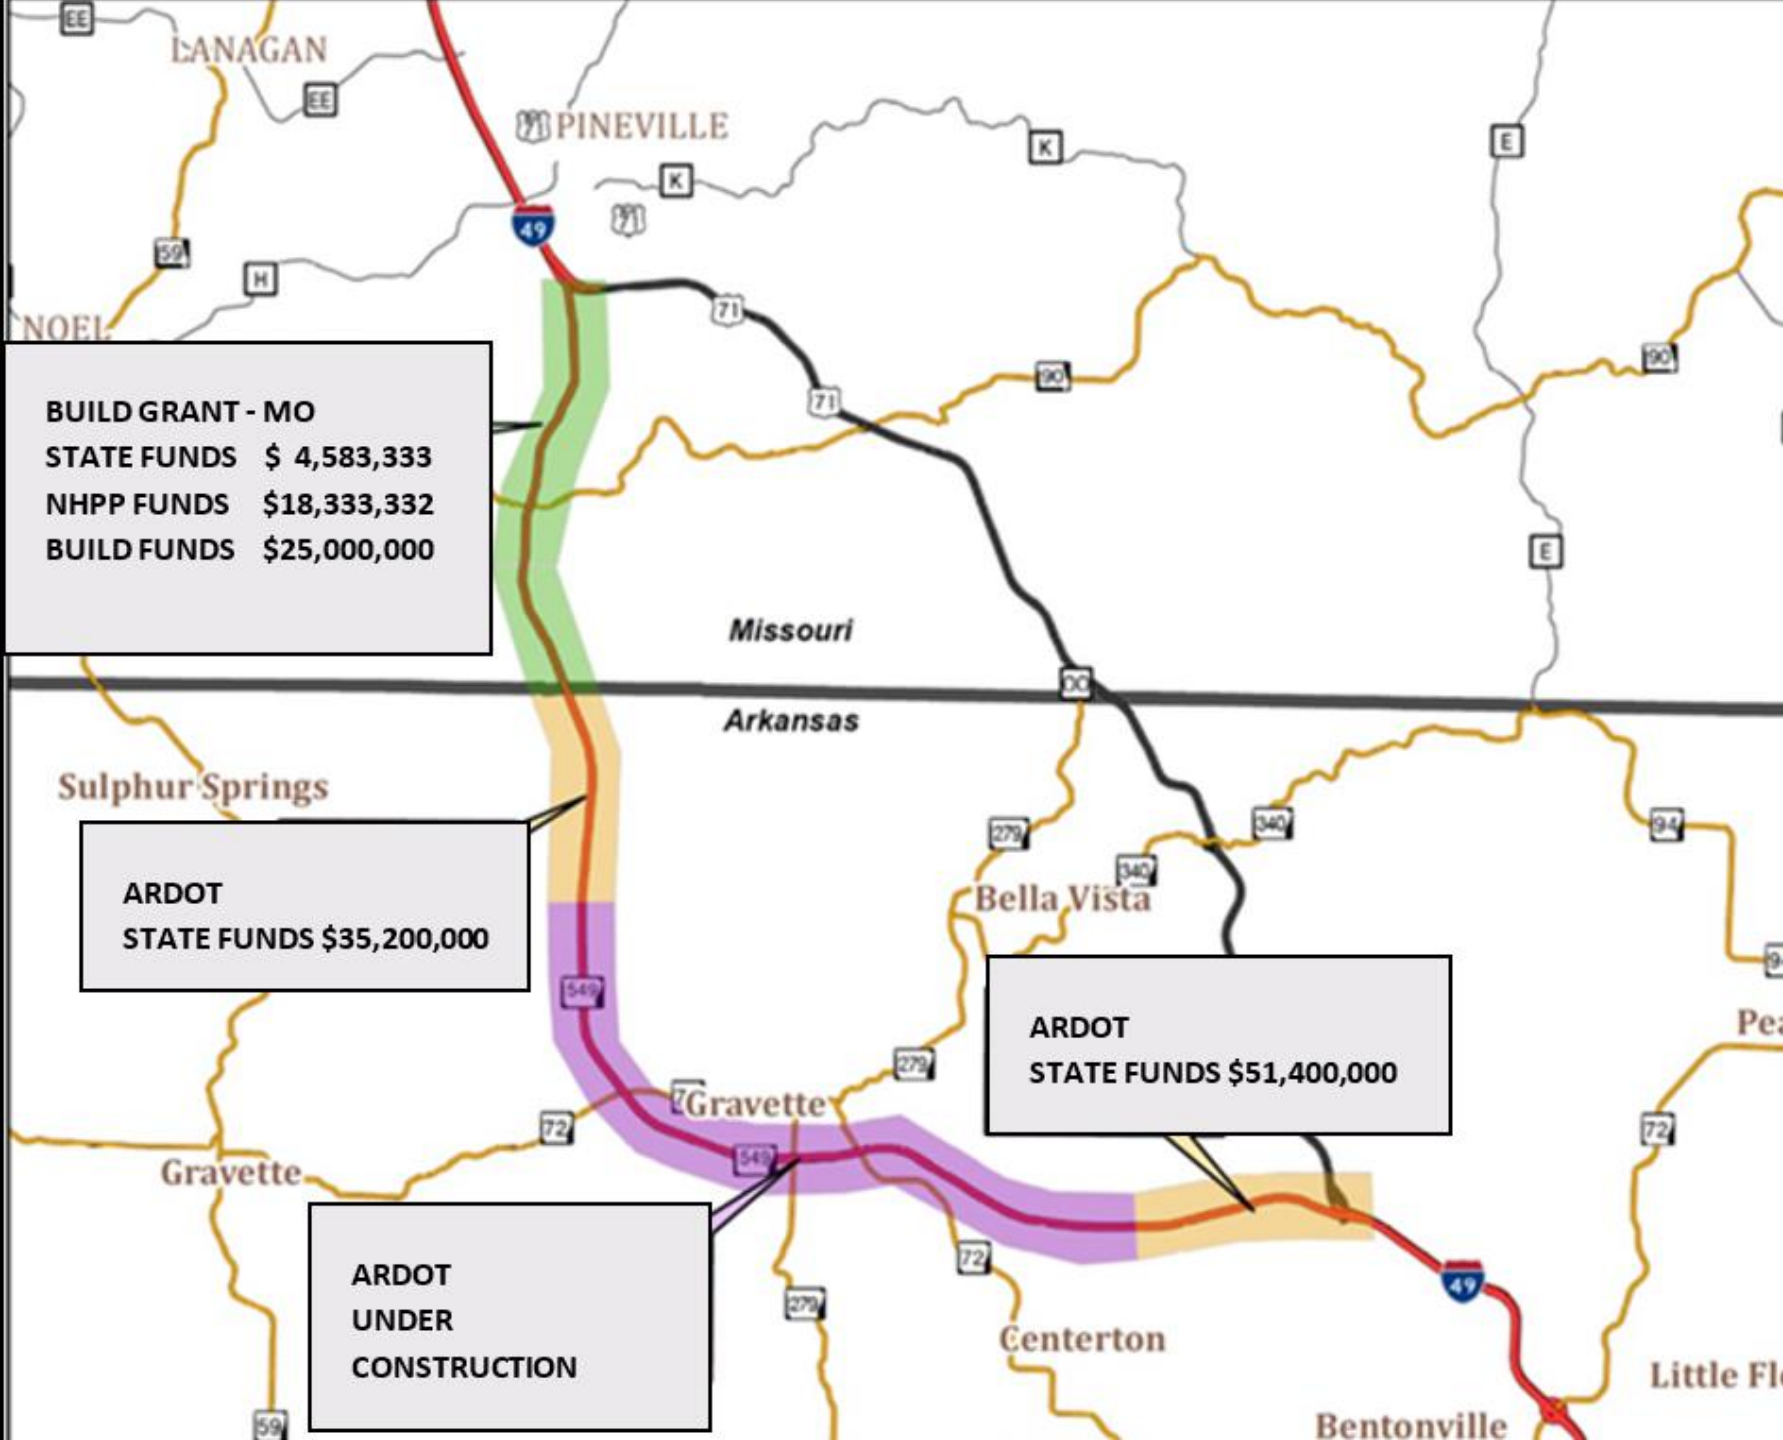 EE
LANAGAN
EE
71 PINEVILLE
K
K
E
71
59
49
H
71
NOEL
90
90
71
BUILD GRANT - MO
STATE FUNDS $ 4,583,333
NHPP FUNDS $18,333,332
BUILD FUNDS $25,000,000
E
Missouri
Arkansas
Sulphur Springs
279
340
340
94
Bella Vista
ARDOT
STATE FUNDS $35,200,000
549
ARDOT
STATE FUNDS $51,400,000
279
72
Gravette
72
549
Gravette
72
279
49
ARDOT
UNDER
CONSTRUCTION
Centerton
59
Bentonville